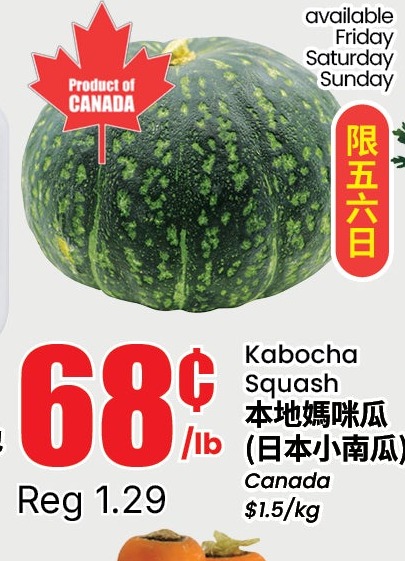 available
Friday
Saturday
Sunday
Product of
CANADA
限五六日
68¢
/lb
Reg 1.29
Kabocha
Squash
本地媽咪瓜
(日本小南瓜)
Canada
$1.5/kg